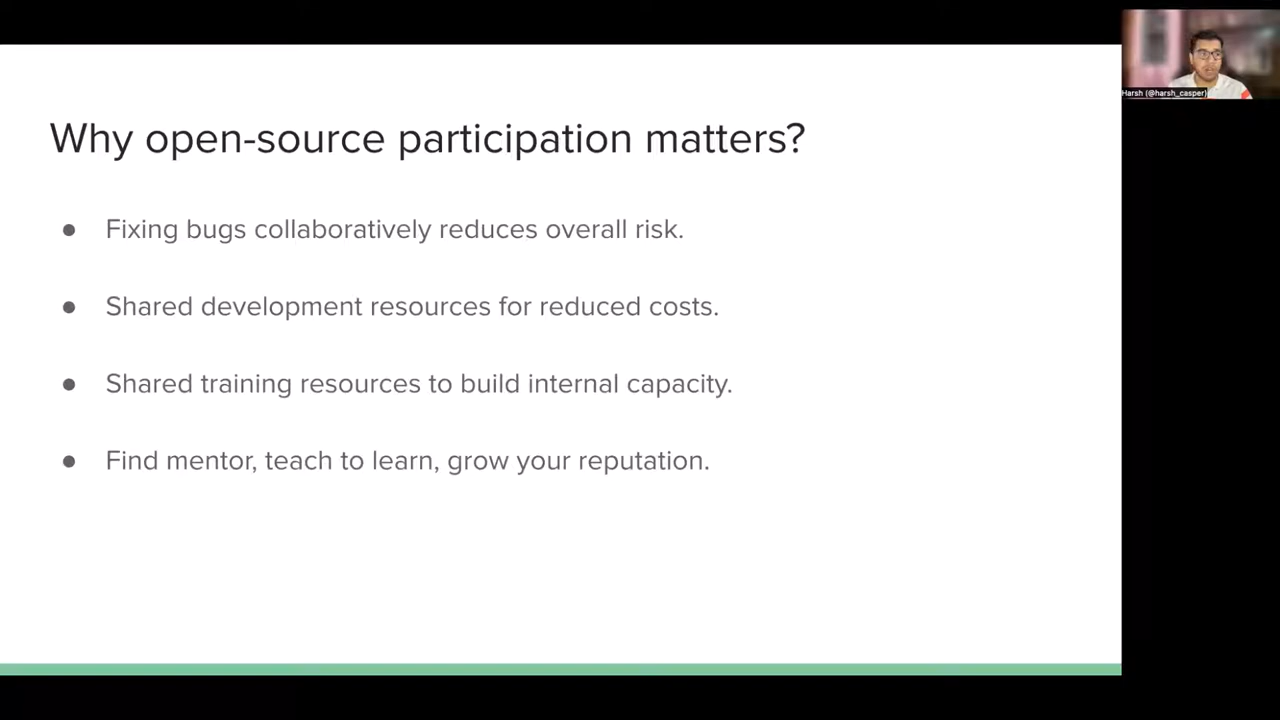 Why open-source participation matters?
● Fixing bugs collaboratively reduces overall risk.
● Shared development resources for reduced costs.
● Shared training resources to build internal capacity.
● Find mentor, teach to learn, grow your reputation.
Harsh (@harsh_casper)